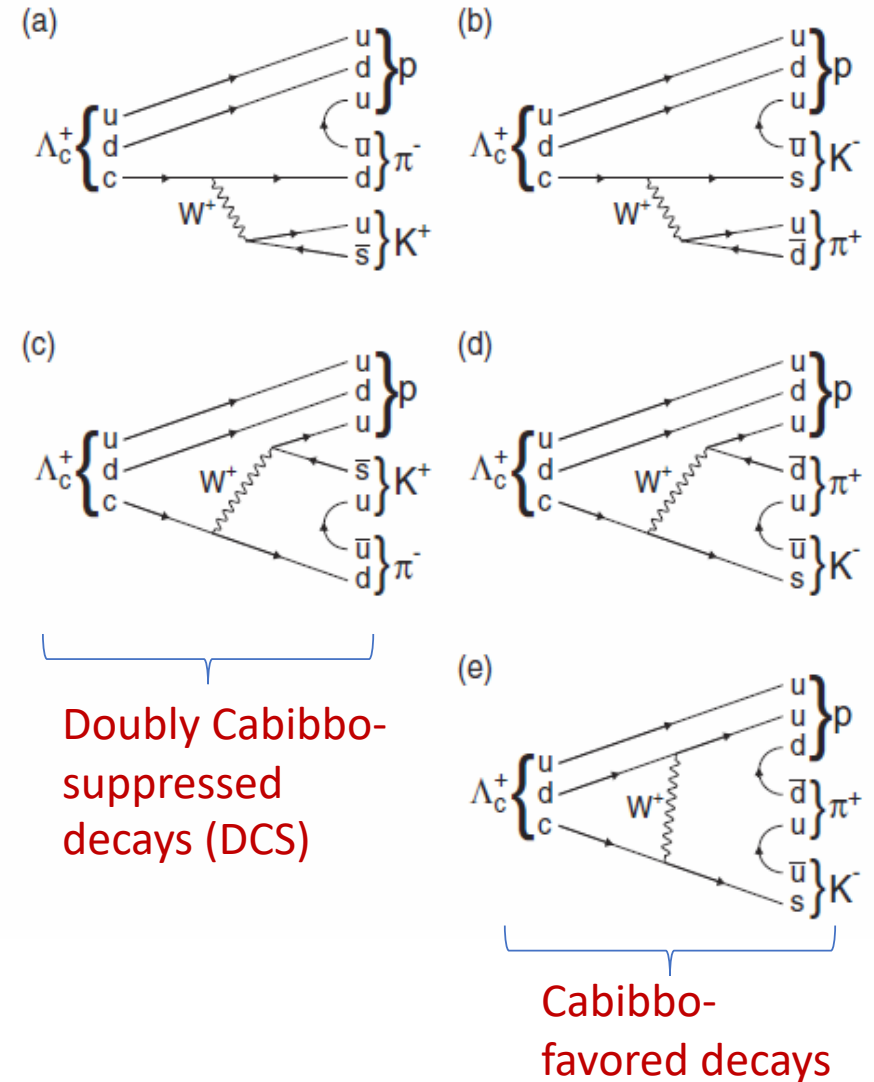 (a)
u
d } p
u
Λc+ { u
d
c
u̅
d } π-
W+
u
s̅ } K+
(b)
u
d } p
u
Λc+ { u
d
c
u̅
s } K-
W+
u
d̅ } π+
(c)
u
d } p
u
Λc+ { u
d
c
W+
s̅
u } K+
u̅
d } π-
(d)
u
d } p
u
Λc+ { u
d
c
W+
d̅
u } π+
u̅
s } K-
Doubly Cabibbo-
suppressed
decays (DCS)
(e)
u
u } p
d
Λc+ { u
d
c
W+
d̅
u } π+
u̅
s } K-
Cabibbo-
favored decays